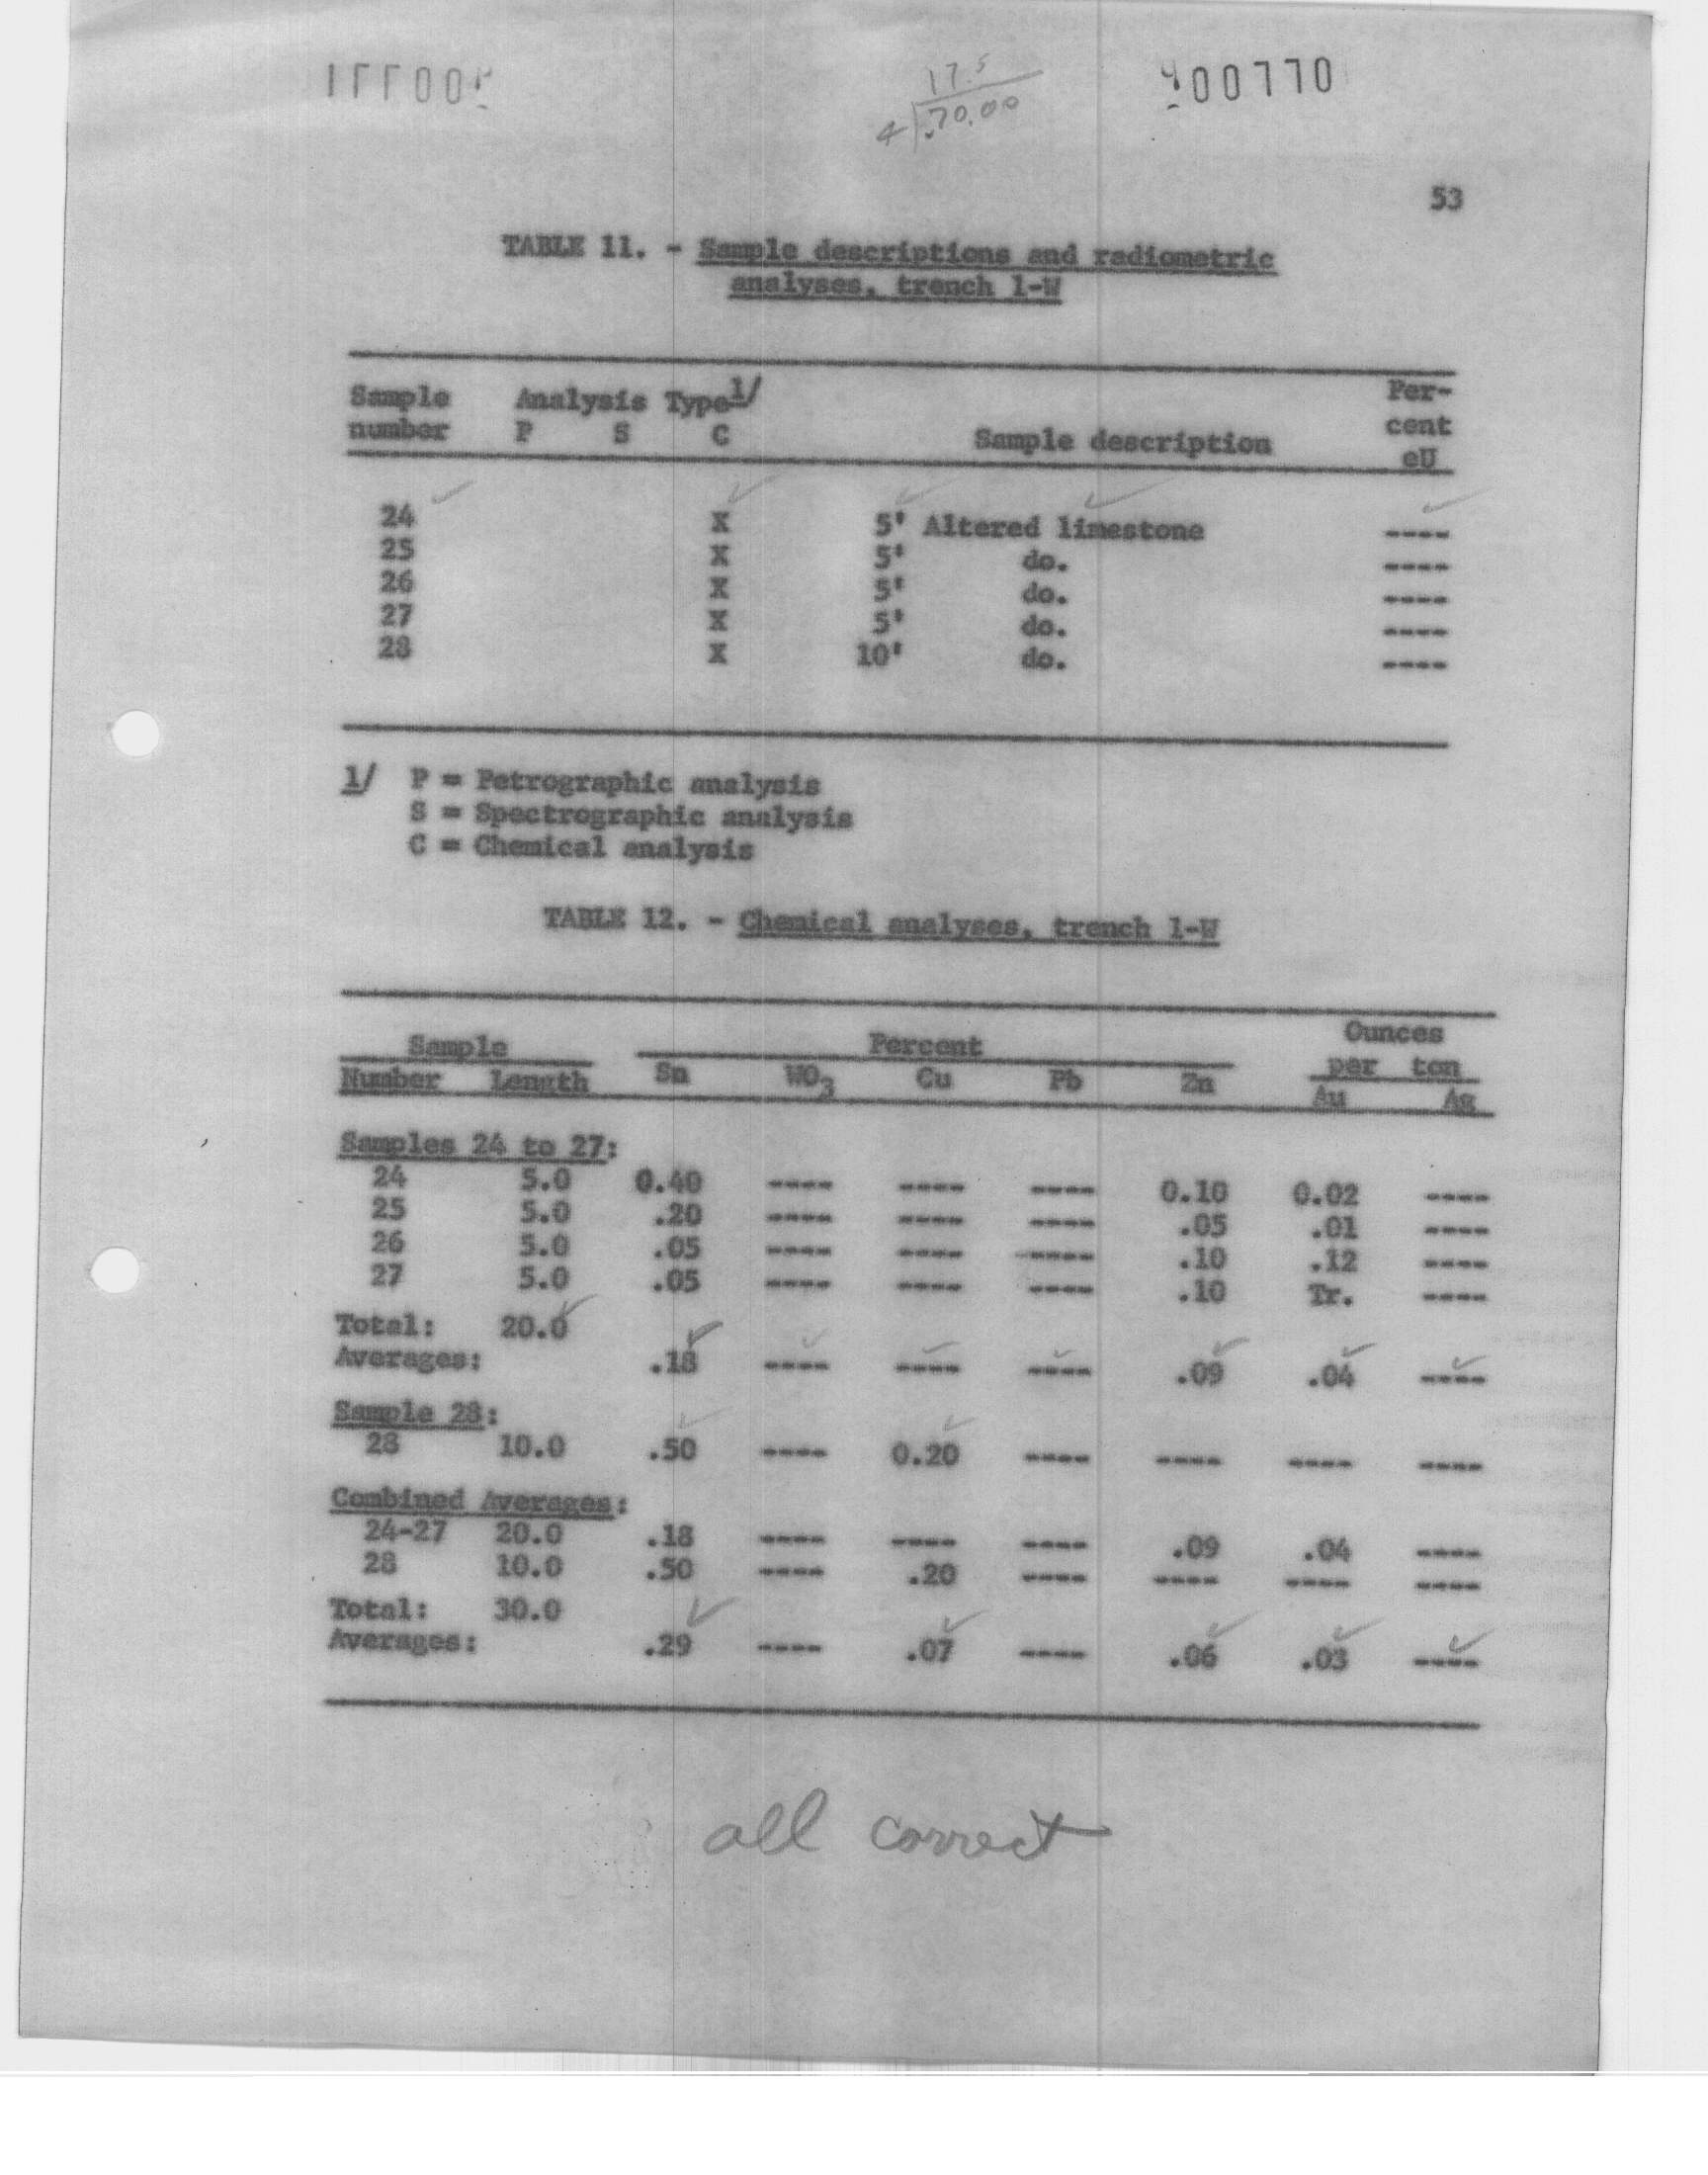 17.5
4 .70.00
00770
53
TABLE 11. - Sample descriptions and radiometric
analyses, trench 1-W
Sample Analysis Type 1/ Per-
number P S C Sample description cent
eU
24 X 5' Altered limestone ----
25 X 5' do. ----
26 X 5' do. ----
27 X 5' do. ----
28 X 10' do. ----
1/ P = Petrographic analysis
S = Spectrographic analysis
C = Chemical analysis
TABLE 12. - Chemical analyses, trench 1-W
Sample Percent Ounces
per ton
Number Length Sn WO3 Cu Pb Zn Au Ag
Samples 24 to 27:
24 5.0 0.40 ---- ---- ---- 0.10 0.02 ----
25 5.0 .20 ---- ---- ---- .05 .01 ----
26 5.0 .05 ---- ---- ---- .10 .12 ----
27 5.0 .05 ---- ---- ---- .10 Tr. ----
Total: 20.0
Averages: .18 ---- ---- ---- .09 .04 ----
Sample 28:
28 10.0 .50 ---- 0.20 ---- ---- ---- ----
Combined Averages:
24-27 20.0 .18 ---- ---- ---- .09 .04 ----
28 10.0 .50 ---- .20 ---- ---- ---- ----
Total: 30.0
Averages: .29 ---- .07 ---- .06 .03 ----
all correct